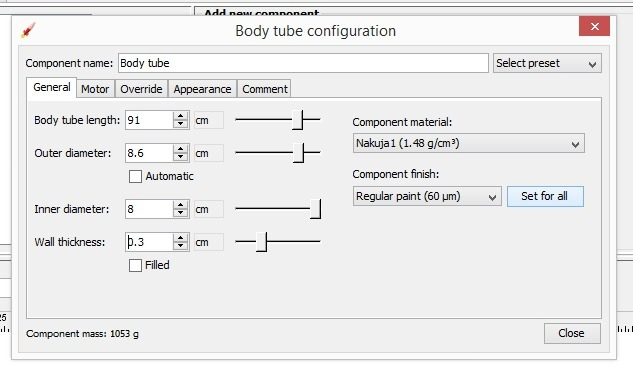 Add new component
Body tube configuration
Component name: Body tube Select preset
General Motor Override Appearance Comment
Body tube length: 91 cm
Component material:
Nakuja1 (1.48 g/cm³)
Outer diameter: 8.6 cm
Automatic
Component finish:
Regular paint (60 µm) Set for all
Inner diameter: 8 cm
Wall thickness: 0.3 cm
Filled
25
Component mass: 1053 g
Close